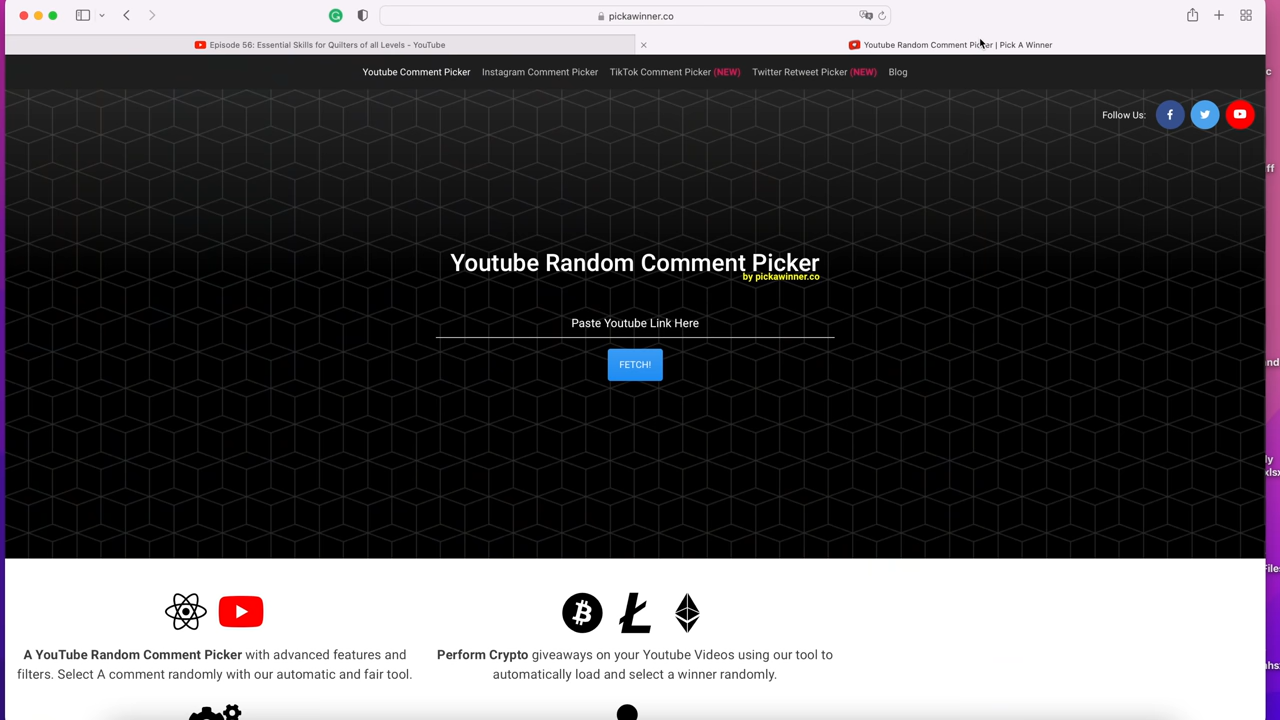 pickawinner.co
Episode 56: Essential Skills for Quilters of all Levels - YouTube
Youtube Random Comment Picker | Pick A Winner
Youtube Comment Picker Instagram Comment Picker TikTok Comment Picker (NEW) Twitter Retweet Picker (NEW) Blog
Follow Us:
Youtube Random Comment Picker
by pickawinner.co
Paste Youtube Link Here
FETCH!
A YouTube Random Comment Picker with advanced features and
filters. Select A comment randomly with our automatic and fair tool.
Perform Crypto giveaways on your Youtube Videos using our tool to
automatically load and select a winner randomly.